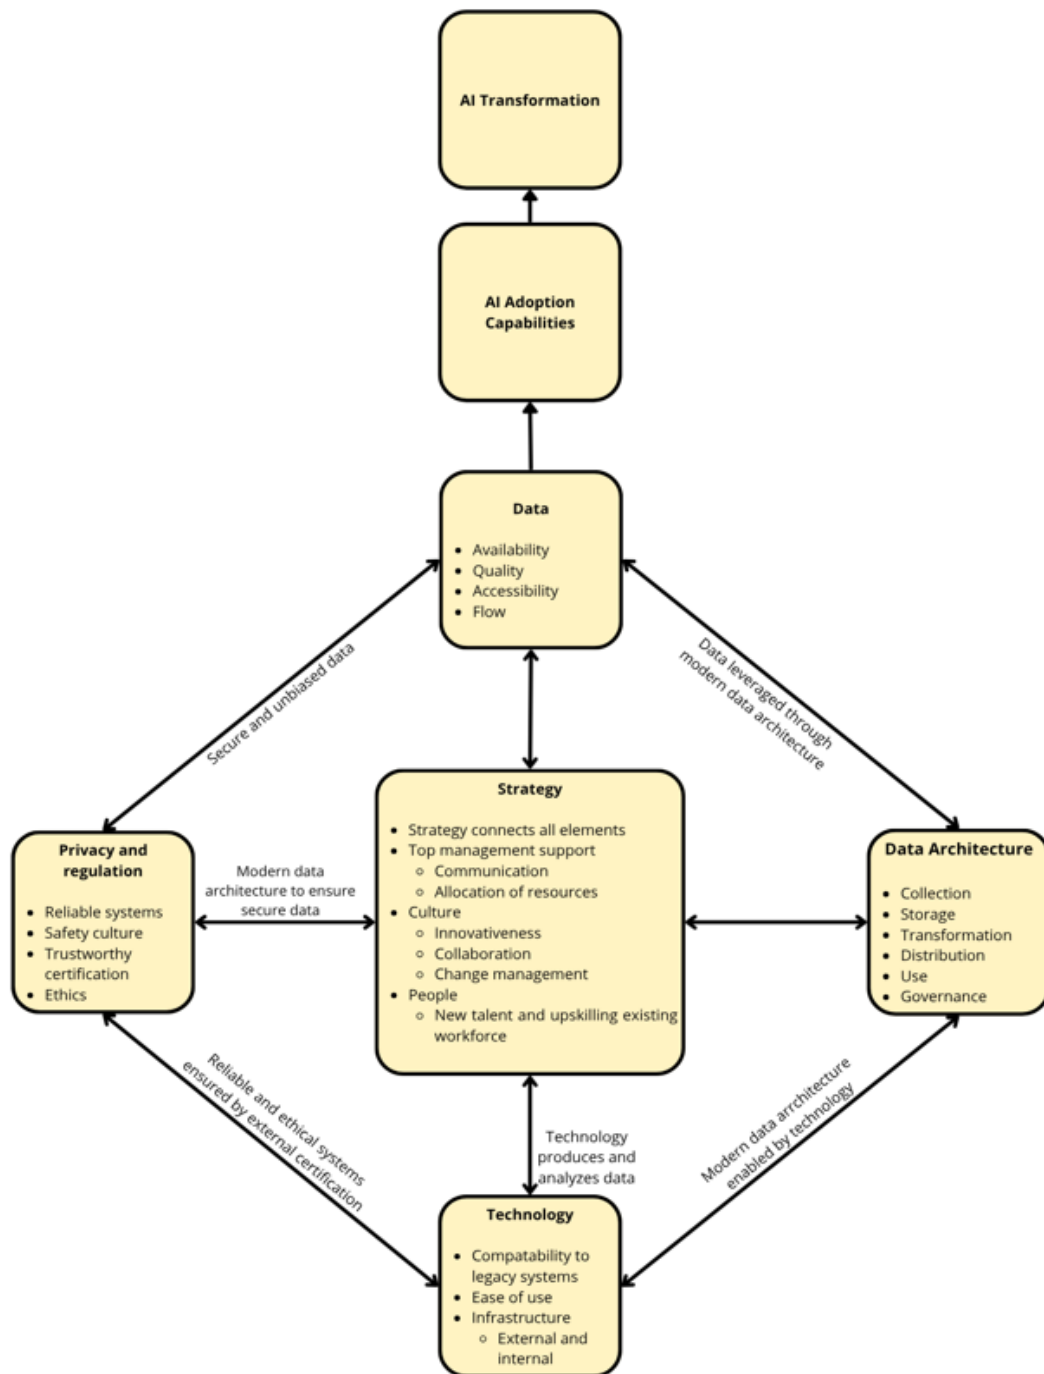 AI Transformation
AI Adoption
Capabilities
Data
• Availability
• Quality
• Accessibility
• Flow
Secure and unbiased data
Data leveraged through
modern data architecture
Strategy
• Strategy connects all elements
• Top management support
○ Communication
○ Allocation of resources
• Culture
○ Innovativeness
○ Collaboration
○ Change management
• People
○ New talent and upskilling existing
workforce
Privacy and
regulation
• Reliable systems
• Safety culture
• Trustworthy
certification
• Ethics
Modern data
architecture to ensure
secure data
Data Architecture
• Collection
• Storage
• Transformation
• Distribution
• Use
• Governance
Reliable and ethical systems
ensured by external certification
Technology
produces and
analyzes data
Modern data arrchitecture
enabled by technology
Technology
• Compatability to
legacy systems
• Ease of use
• Infrastructure
○ External and
internal